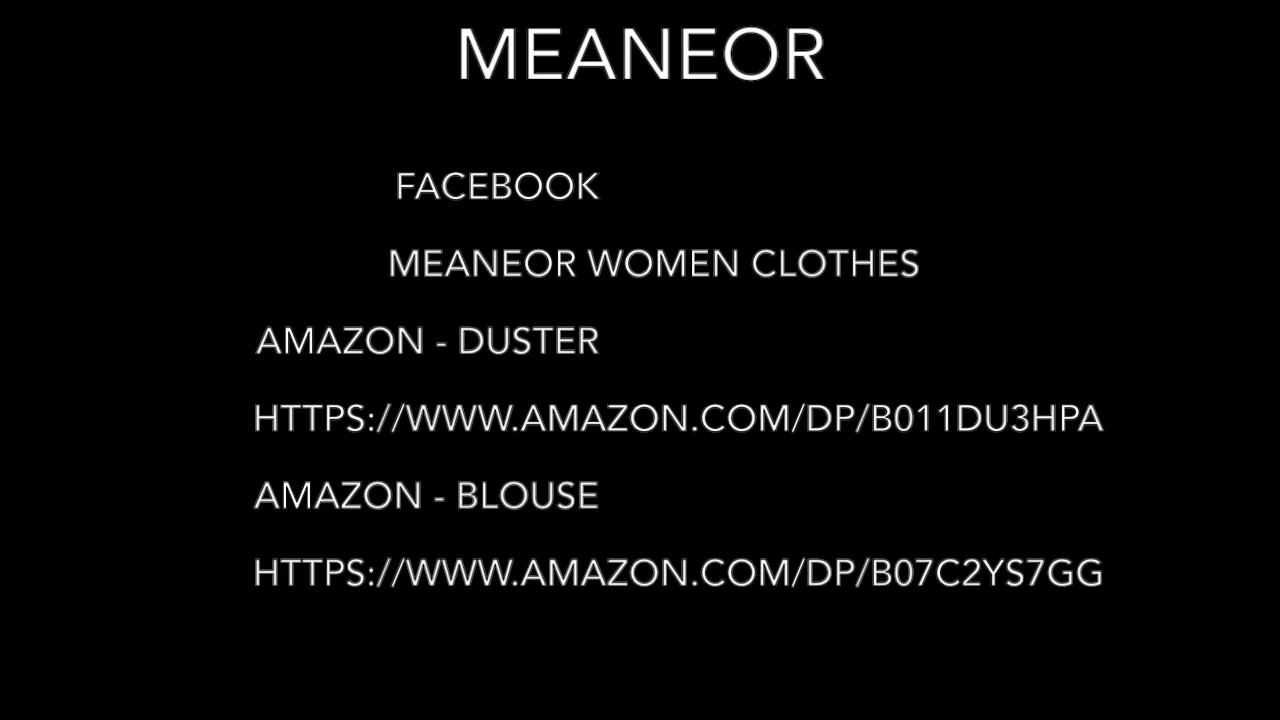 MEANEOR
FACEBOOK
MEANEOR WOMEN CLOTHES
AMAZON - DUSTER
HTTPS://WWW.AMAZON.COM/DP/B011DU3HPA
AMAZON - BLOUSE
HTTPS://WWW.AMAZON.COM/DP/B07C2YS7GG